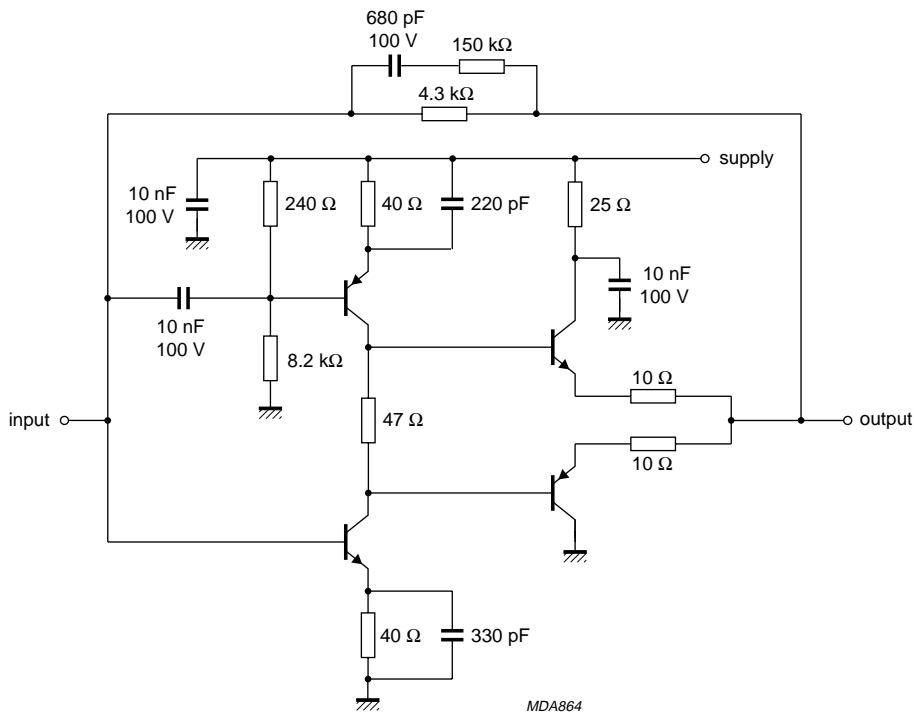 680 pF
100 V
150 kΩ
4.3 kΩ
supply
10 nF
100 V
240 Ω
40 Ω
220 pF
25 Ω
10 nF
100 V
10 nF
100 V
8.2 kΩ
10 Ω
input
47 Ω
output
10 Ω
40 Ω
330 pF
MDA864